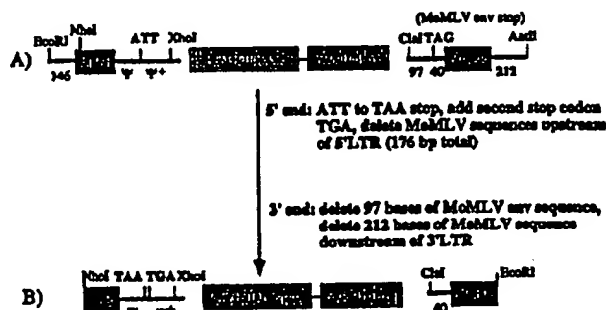 (MoMLV env stop)
NheI
EcoRI ATT XhoI ClaI TAG AatII
A)
Ψ Ψ+ 97 40 212
5' end: ATT to TAA stop, add second stop codon
TGA, delete MoMLV sequences upstream
of 5'LTR (176 bp total)
3' end: delete 97 bases of MoMLV env sequence,
delete 212 bases of MoMLV sequence
downstream of 3'LTR
NheI TAA TGA XhoI ClaI EcoRI
B)
40